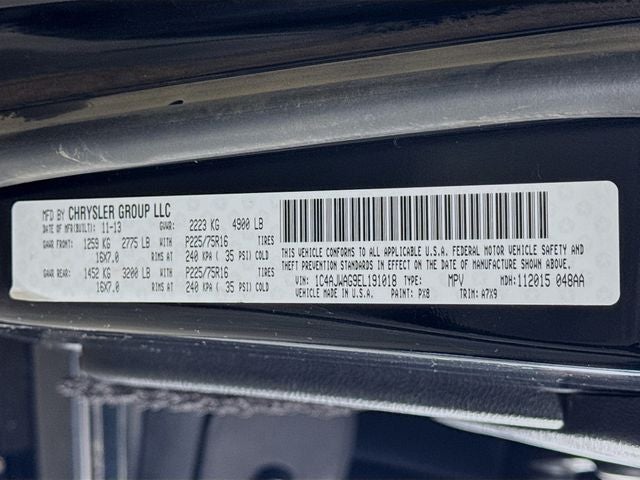 MFD BY CHRYSLER GROUP LLC
DATE OF MFR(BUILT): 11-13 GVWR: 2223 KG 4900 LB
GAWR FRONT: 1259 KG 2775 LB WITH P225/75R16 TIRES
16X7.0 RIMS AT 240 KPA ( 35 PSI) COLD
GAWR REAR: 1452 KG 3200 LB WITH P225/75R16 TIRES
16X7.0 RIMS AT 240 KPA ( 35 PSI) COLD
THIS VEHICLE CONFORMS TO ALL APPLICABLE U.S.A. FEDERAL MOTOR VEHICLE SAFETY AND
THEFT PREVENTION STANDARDS IN EFFECT ON THE DATE OF MANUFACTURE SHOWN ABOVE.
VIN: 1C4AJWAG9EL191018 TYPE: MPV MDH: 112015 048AA
VEHICLE MADE IN U.S.A. PAINT: PX8 TRIM: A7X9